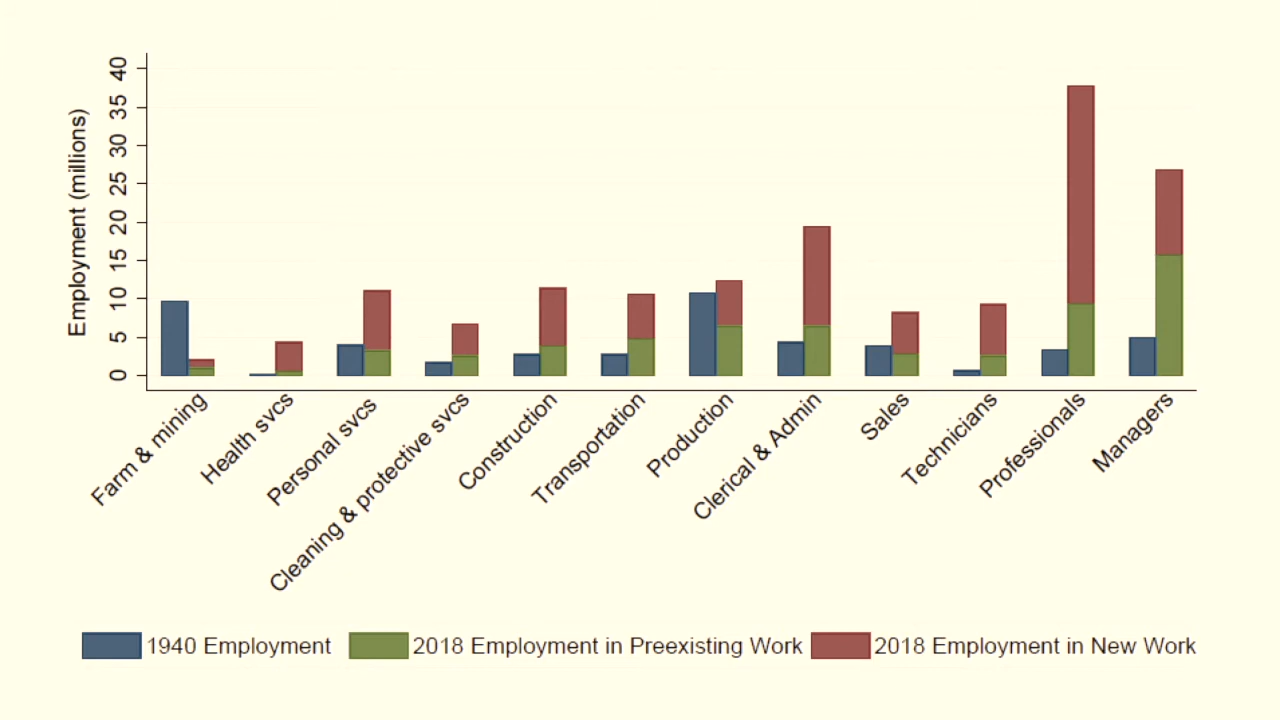 Employment (millions)
40
35
30
25
20
15
10
5
0
Farm & mining
Health svcs
Personal svcs
Cleaning & protective svcs
Construction
Transportation
Production
Clerical & Admin
Sales
Technicians
Professionals
Managers
1940 Employment 2018 Employment in Preexisting Work 2018 Employment in New Work